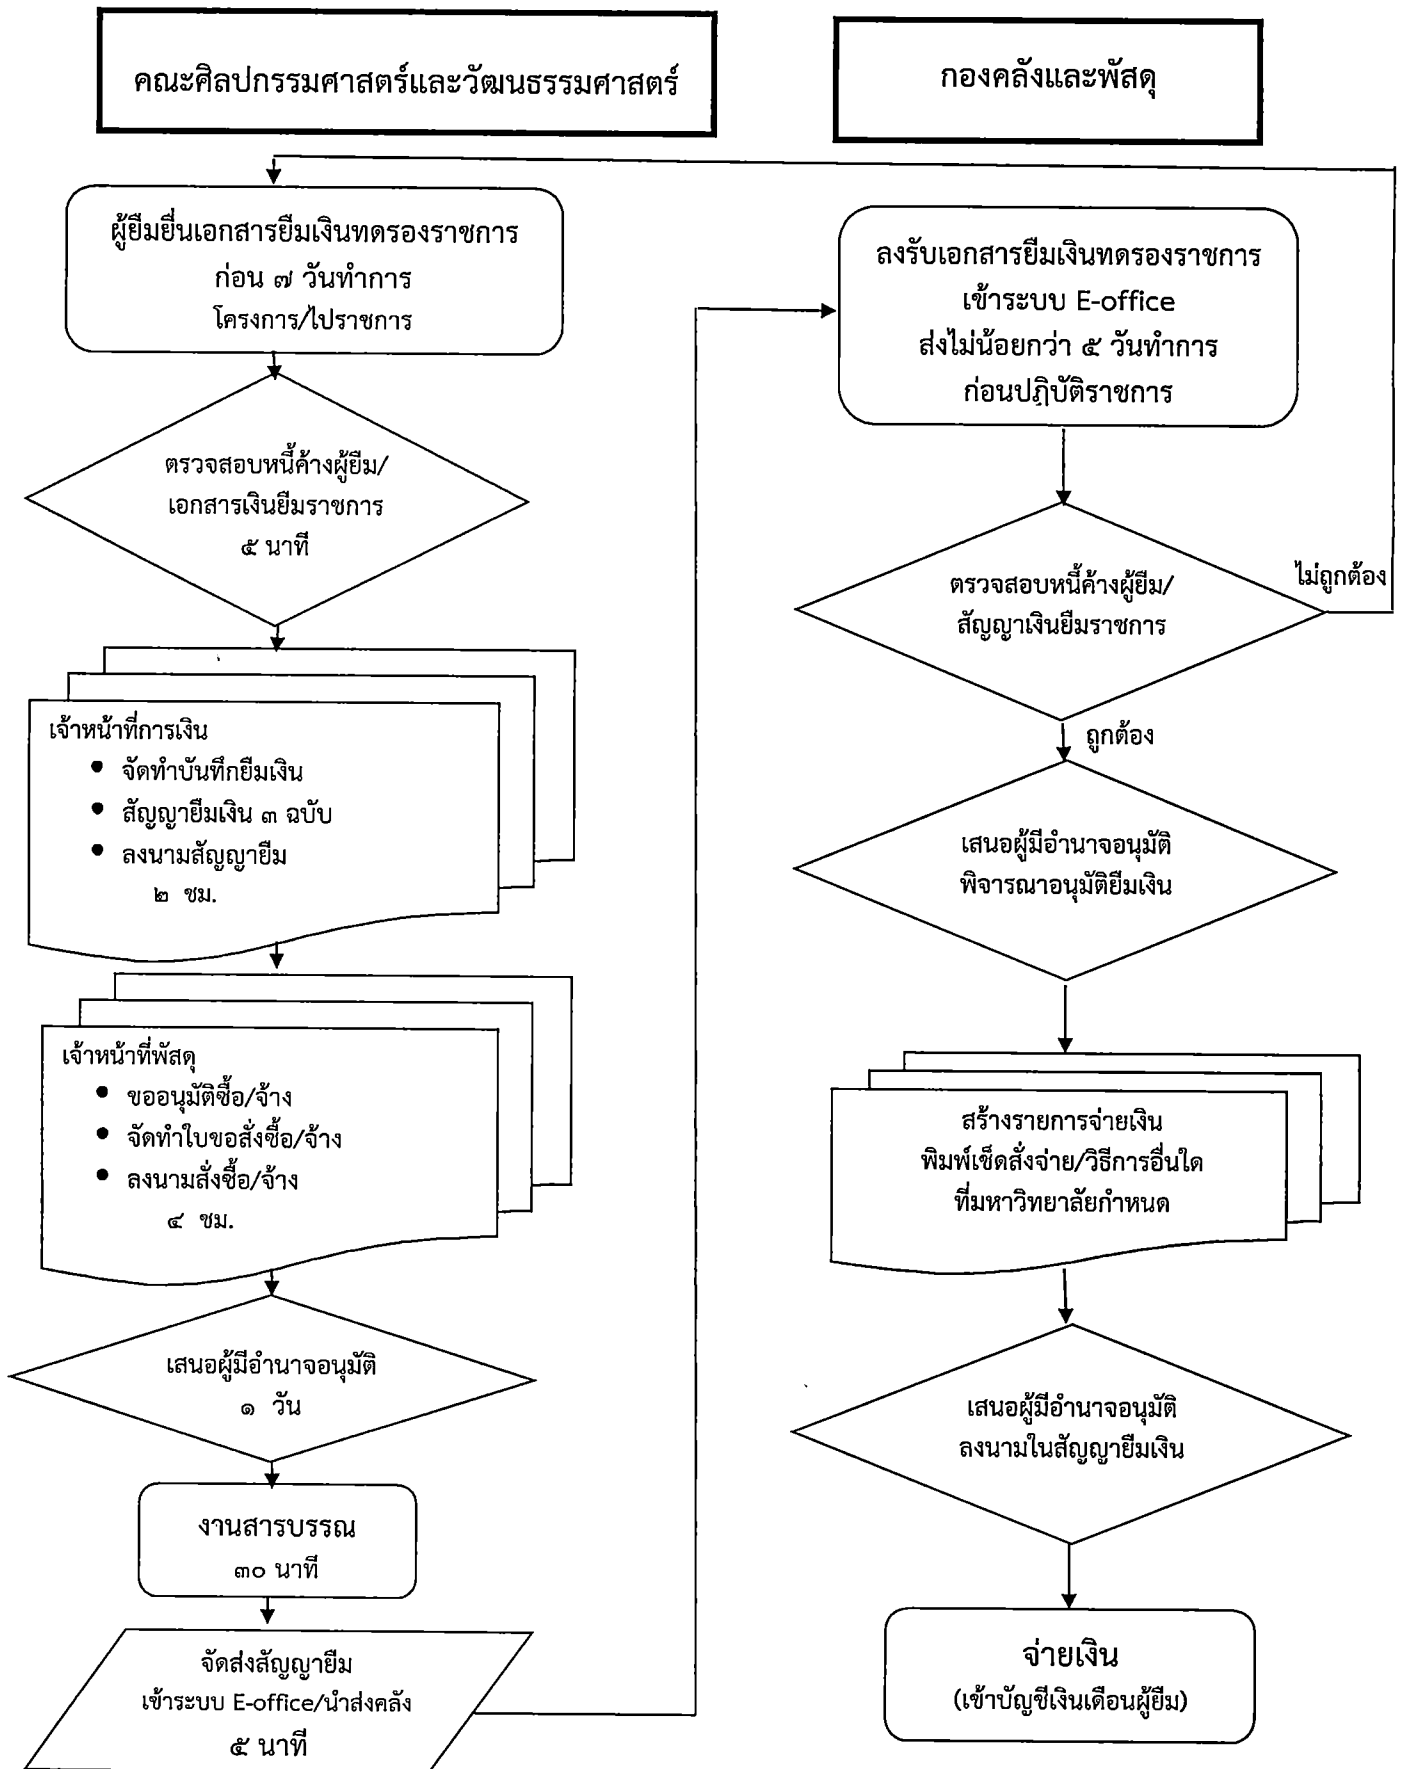 คณะศิลปกรรมศาสตร์และวัฒนธรรมศาสตร์
กองคลังและพัสดุ
ผู้ยืมยื่นเอกสารยืมเงินทดรองราชการ
ก่อน ๗ วันทำการ
โครงการ/ไปราชการ
ตรวจสอบหนี้ค้างผู้ยืม/
เอกสารเงินยืมราชการ
๕ นาที
เจ้าหน้าที่การเงิน
• จัดทำบันทึกยืมเงิน
• สัญญายืมเงิน ๓ ฉบับ
• ลงนามสัญญายืม
๒ ชม.
เจ้าหน้าที่พัสดุ
• ขออนุมัติซื้อ/จ้าง
• จัดทำใบขอสั่งซื้อ/จ้าง
• ลงนามสั่งซื้อ/จ้าง
๔ ชม.
เสนอผู้มีอำนาจอนุมัติ
๑ วัน
งานสารบรรณ
๓๐ นาที
จัดส่งสัญญายืม
เข้าระบบ E-office/นำส่งคลัง
๕ นาที
ลงรับเอกสารยืมเงินทดรองราชการ
เข้าระบบ E-office
ส่งไม่น้อยกว่า ๕ วันทำการ
ก่อนปฏิบัติราชการ
ตรวจสอบหนี้ค้างผู้ยืม/
สัญญาเงินยืมราชการ
ไม่ถูกต้อง
ถูกต้อง
เสนอผู้มีอำนาจอนุมัติ
พิจารณาอนุมัติยืมเงิน
สร้างรายการจ่ายเงิน
พิมพ์เช็ดสั่งจ่าย/วิธีการอื่นใด
ที่มหาวิทยาลัยกำหนด
เสนอผู้มีอำนาจอนุมัติ
ลงนามในสัญญายืมเงิน
จ่ายเงิน
(เข้าบัญชีเงินเดือนผู้ยืม)